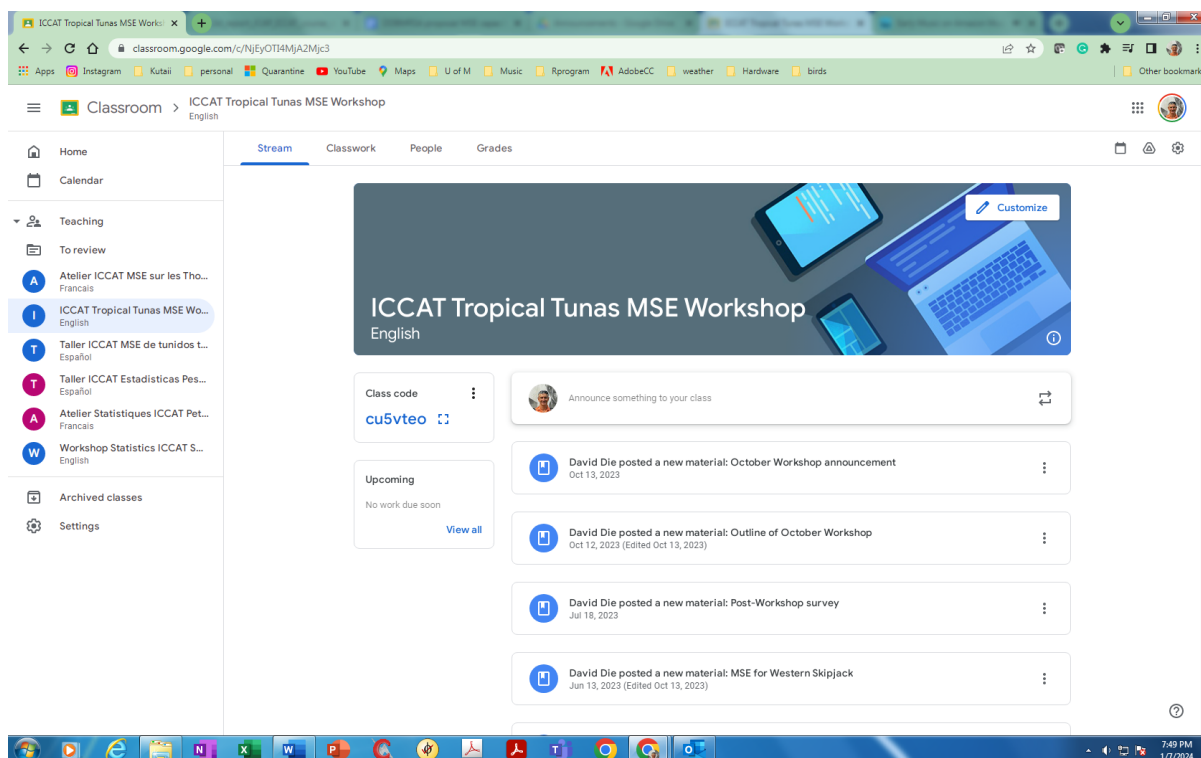 ICCAT Tropical Tunas MSE Works
classroom.google.com/c/NjEyOTI4MjA2Mjc3
Apps Instagram Kutaii personal Quarantine YouTube Maps U of M Music Rprogram AdobeCC weather Hardware birds Other bookmark
Classroom > ICCAT Tropical Tunas MSE Workshop
English
Stream Classwork People Grades
Home
Calendar
Teaching
To review
A Atelier ICCAT MSE sur les Tho...
Francais
I ICCAT Tropical Tunas MSE Wo...
English
T Taller ICCAT MSE de tunidos t...
Español
T Taller ICCAT Estadisticas Pes...
Español
A Atelier Statistiques ICCAT Pet...
Francais
W Workshop Statistics ICCAT S...
English
Archived classes
Settings
Customize
ICCAT Tropical Tunas MSE Workshop
English
Class code
cu5vteo
Upcoming
No work due soon
View all
Announce something to your class
David Die posted a new material: October Workshop announcement
Oct 13, 2023
David Die posted a new material: Outline of October Workshop
Oct 12, 2023 (Edited Oct 13, 2023)
David Die posted a new material: Post-Workshop survey
Jul 18, 2023
David Die posted a new material: MSE for Western Skipjack
Jun 13, 2023 (Edited Oct 13, 2023)
7:49 PM
1/7/2024